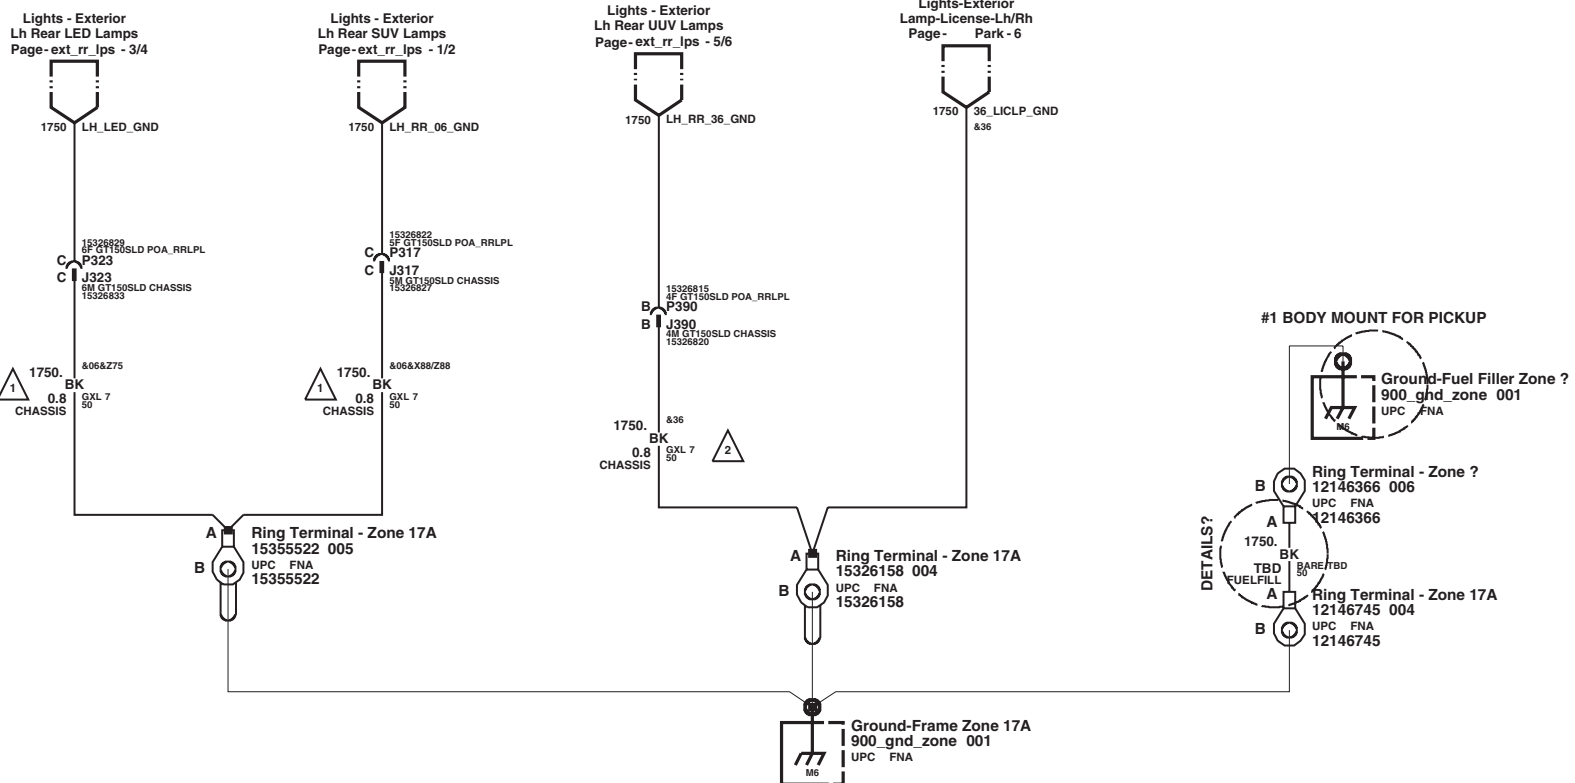 Lights - Exterior
Lh Rear LED Lamps
Page - ext_rr_lps - 3/4
1750 LH_LED_GND
Lights - Exterior
Lh Rear SUV Lamps
Page - ext_rr_lps - 1/2
1750 LH_RR_06_GND
Lights - Exterior
Lh Rear UUV Lamps
Page - ext_rr_lps - 5/6
1750 LH_RR_36_GND
Lights-Exterior
Lamp-License-Lh/Rh
Page - Park - 6
1750 36_LICLP_GND
&36
15326829
6F GT150SLD POA_RRLPL
C P323
C J323
6M GT150SLD CHASSIS
15326833
15326822
5F GT150SLD POA_RRLPL
C P317
C J317
5M GT150SLD CHASSIS
15326827
15326815
4F GT150SLD POA_RRLPL
B P390
B J390
4M GT150SLD CHASSIS
15326820
1
1750. &06&Z75
BK
0.8 GXL 7
CHASSIS 50
1
1750. &06&X88/Z88
BK
0.8 GXL 7
CHASSIS 50
1750. &36
BK
0.8 GXL 7
CHASSIS 50
2
#1 BODY MOUNT FOR PICKUP
Ground-Fuel Filler Zone ?
900_gnd_zone 001
UPC FNA
M6
B Ring Terminal - Zone ?
12146366 006
UPC FNA
A 12146366
DETAILS?
1750.
BK
TBD BARE/TBD
FUELFILL 50
A Ring Terminal - Zone 17A
12146745 004
B UPC FNA
12146745
A Ring Terminal - Zone 17A
15355522 005
B UPC FNA
15355522
A Ring Terminal - Zone 17A
15326158 004
B UPC FNA
15326158
Ground-Frame Zone 17A
900_gnd_zone 001
UPC FNA
M6